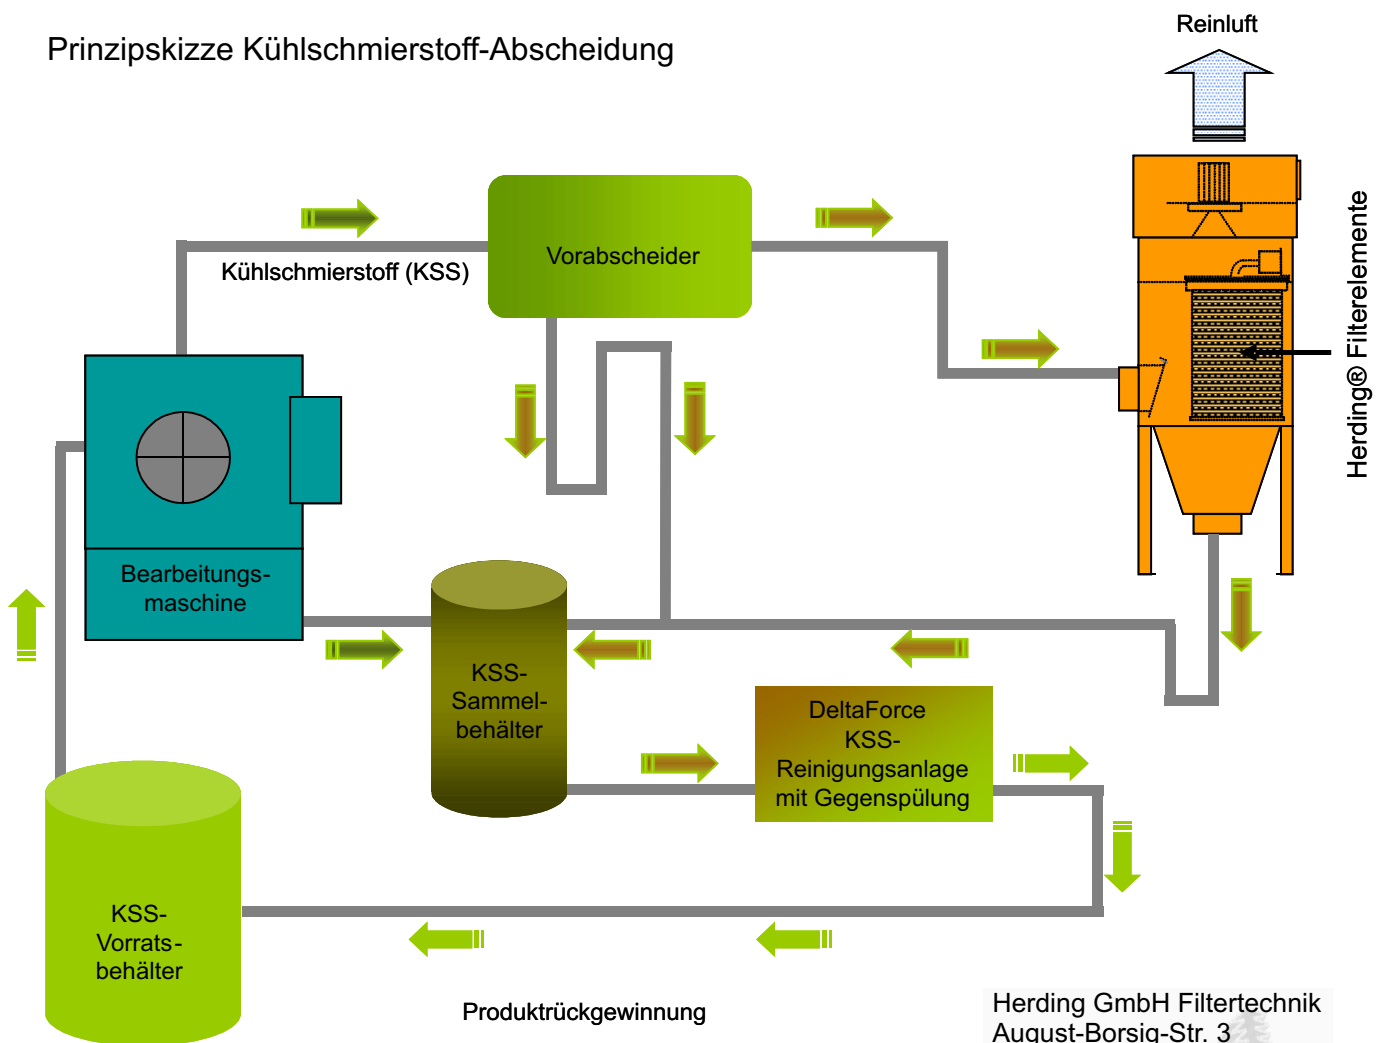 Reinluft
Prinzipskizze Kühlschmierstoff-Abscheidung
Vorabscheider
Kühlschmierstoff (KSS)
Herding® Filterelemente
Bearbeitungs-
maschine
KSS-
Sammel-
behälter
DeltaForce
KSS-
Reinigungsanlage
mit Gegenspülung
KSS-
Vorrats-
behälter
Produktrückgewinnung
Herding GmbH Filtertechnik
August-Borsig-Str. 3